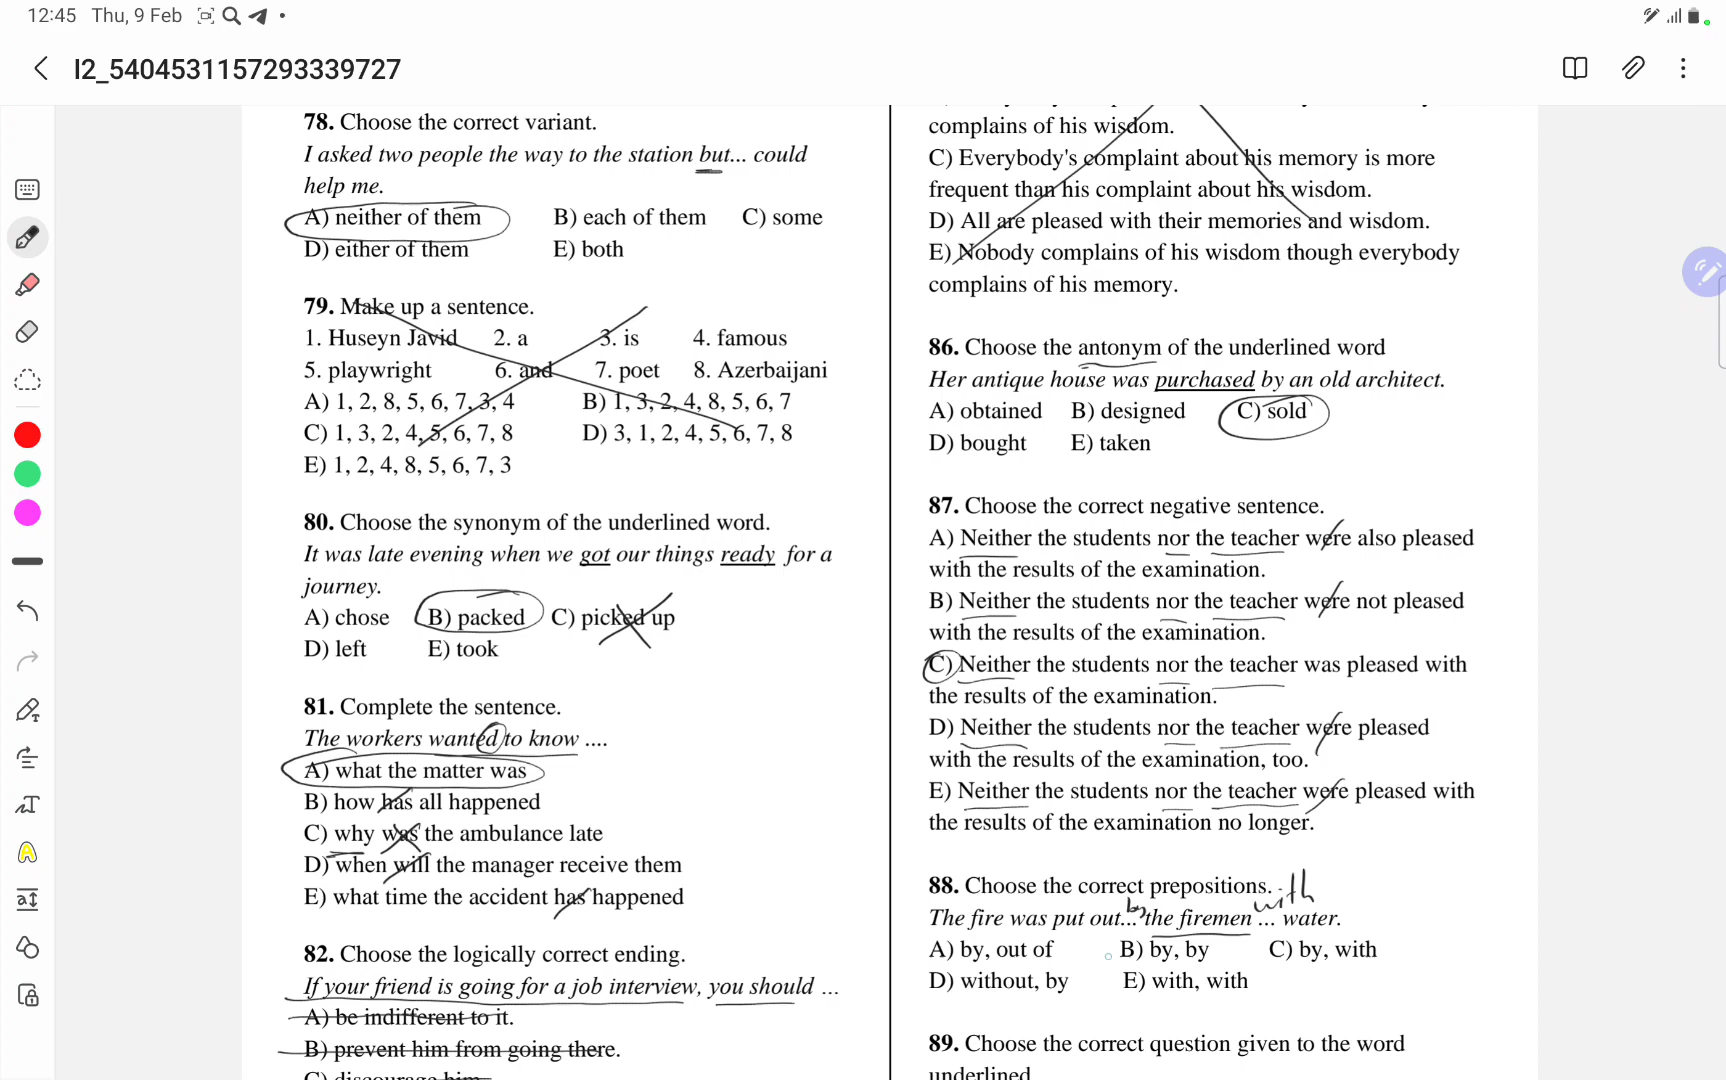 12:45 Thu, 9 Feb
I2_5404531157293339727
78. Choose the correct variant.
I asked two people the way to the station but... could
help me.
A) neither of them B) each of them C) some
D) either of them E) both
79. Make up a sentence.
1. Huseyn Javid 2. a 3. is 4. famous
5. playwright 6. and 7. poet 8. Azerbaijani
A) 1, 2, 8, 5, 6, 7, 3, 4 B) 1, 3, 2, 4, 8, 5, 6, 7
C) 1, 3, 2, 4, 5, 6, 7, 8 D) 3, 1, 2, 4, 5, 6, 7, 8
E) 1, 2, 4, 8, 5, 6, 7, 3
80. Choose the synonym of the underlined word.
It was late evening when we got our things ready for a
journey.
A) chose B) packed C) picked up
D) left E) took
81. Complete the sentence.
The workers wanted to know ....
A) what the matter was
B) how has all happened
C) why was the ambulance late
D) when will the manager receive them
E) what time the accident has happened
82. Choose the logically correct ending.
If your friend is going for a job interview, you should ...
A) be indifferent to it.
B) prevent him from going there.
C) discourage him
complains of his wisdom.
C) Everybody's complaint about his memory is more
frequent than his complaint about his wisdom.
D) All are pleased with their memories and wisdom.
E) Nobody complains of his wisdom though everybody
complains of his memory.
86. Choose the antonym of the underlined word
Her antique house was purchased by an old architect.
A) obtained B) designed C) sold
D) bought E) taken
87. Choose the correct negative sentence.
A) Neither the students nor the teacher were also pleased
with the results of the examination.
B) Neither the students nor the teacher were not pleased
with the results of the examination.
C) Neither the students nor the teacher was pleased with
the results of the examination.
D) Neither the students nor the teacher were pleased
with the results of the examination, too.
E) Neither the students nor the teacher were pleased with
the results of the examination no longer.
88. Choose the correct prepositions.
by with
The fire was put out... the firemen ... water.
A) by, out of B) by, by C) by, with
D) without, by E) with, with
89. Choose the correct question given to the word
underlined